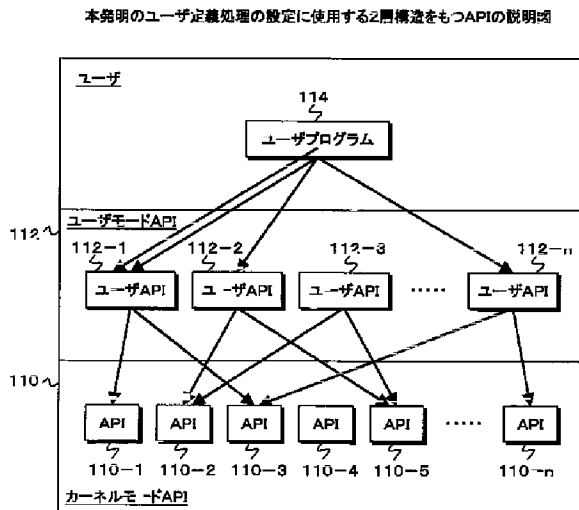 本発明のユーザ定義処理の設定に使用する2層構造をもつAPIの説明図
ユーザ
114
ユーザプログラム
ユーザモードAPI
112
112-1
112-2
112-3
112-n
ユーザAPI
ユーザAPI
ユーザAPI
.....
ユーザAPI
110
API
API
API
API
API
.....
API
110-1
110-2
110-3
110-4
110-5
110-n
カーネルモードAPI